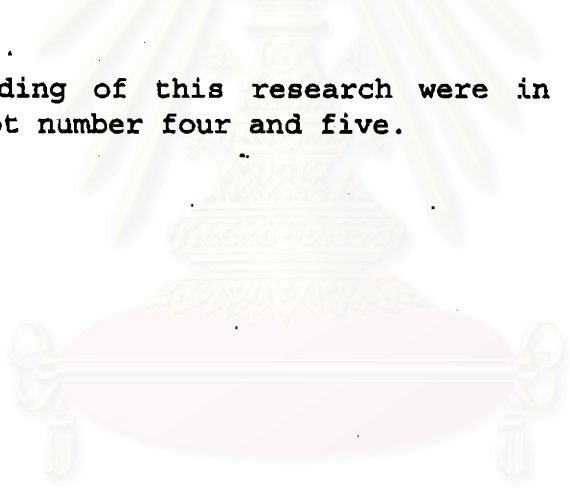 ding of this research were in
t number four and five.